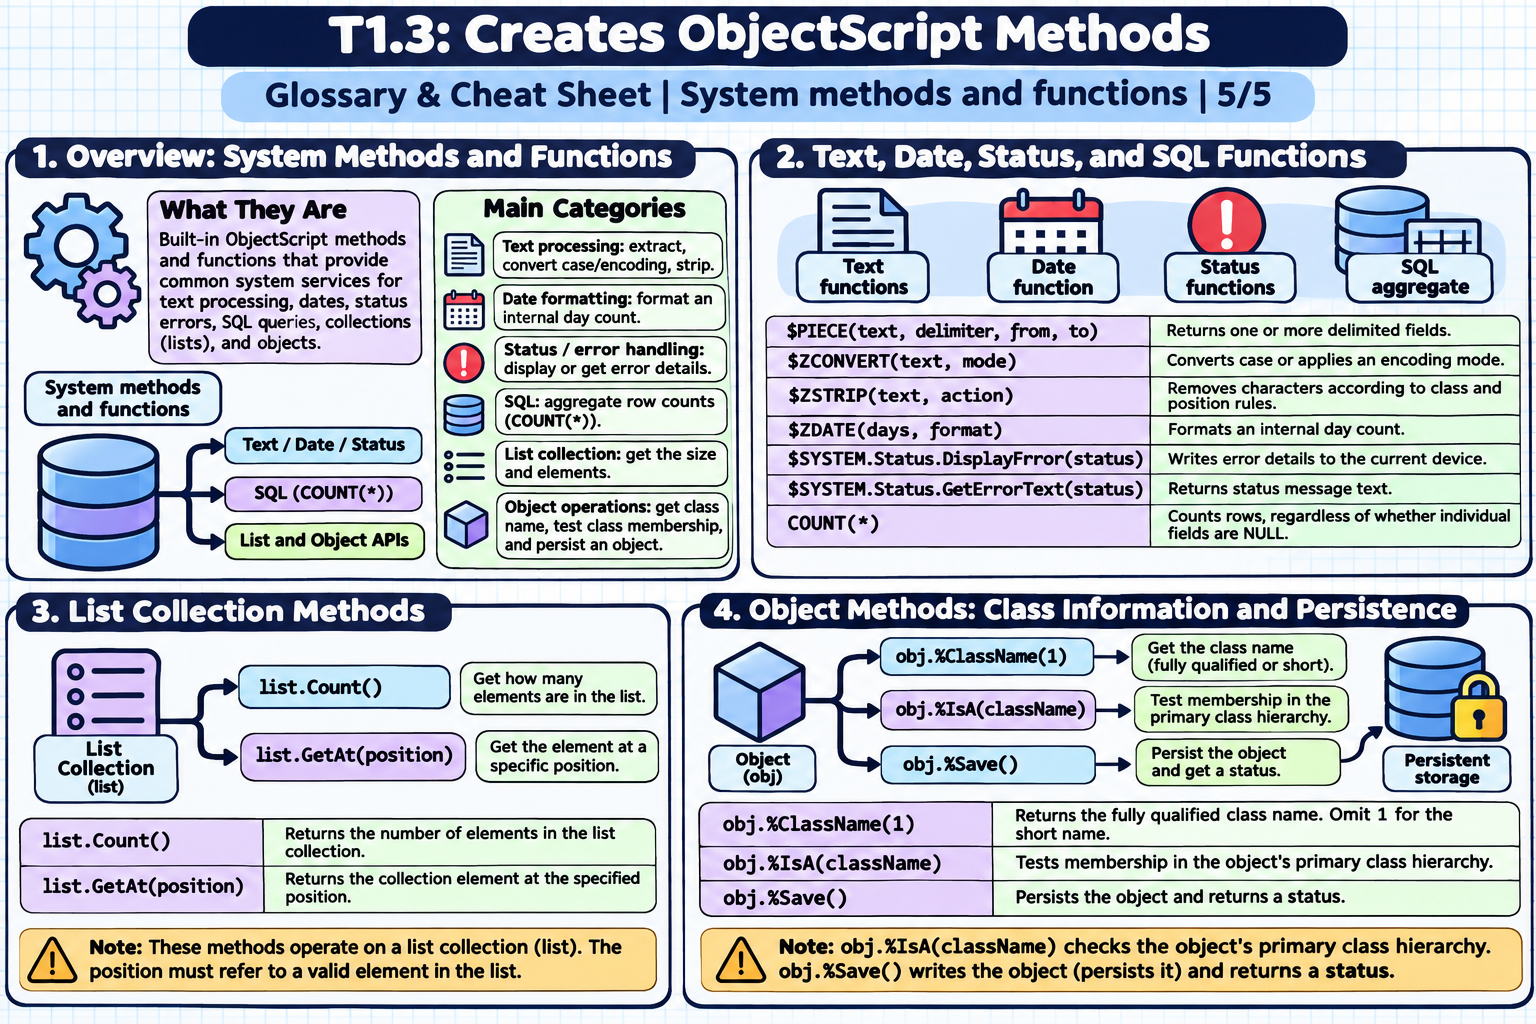 T1.3: Creates ObjectScript Methods
Glossary & Cheat Sheet | System methods and functions | 5/5
1. Overview: System Methods and Functions
What They Are
Built-in ObjectScript methods
and functions that provide
common system services for
text processing, dates, status
errors, SQL queries, collections
(lists), and objects.
System methods
and functions
Text / Date / Status
SQL (COUNT(*))
List and Object APIs
Main Categories
Text processing: extract,
convert case/encoding, strip.
Date formatting: format an
internal day count.
Status / error handling:
display or get error details.
SQL: aggregate row counts
(COUNT(*)).
List collection: get the size
and elements.
Object operations: get class
name, test class membership,
and persist an object.
2. Text, Date, Status, and SQL Functions
Text
functions
Date
function
Status
functions
SQL
aggregate
$PIECE(text, delimiter, from, to)
Returns one or more delimited fields.
$ZCONVERT(text, mode)
Converts case or applies an encoding mode.
$ZSTRIP(text, action)
Removes characters according to class and
position rules.
$ZDATE(days, format)
Formats an internal day count.
$SYSTEM.Status.DisplayFrror(status)
Writes error details to the current device.
$SYSTEM.Status.GetErrorText(status)
Returns status message text.
COUNT(*)
Counts rows, regardless of whether individual
fields are NULL.
3. List Collection Methods
List
Collection
(list)
list.Count()
Get how many
elements are in the list.
list.GetAt(position)
Get the element at a
specific position.
list.Count()
Returns the number of elements in the list
collection.
list.GetAt(position)
Returns the collection element at the specified
position.
Note: These methods operate on a list collection (list). The
position must refer to a valid element in the list.
4. Object Methods: Class Information and Persistence
Object
(obj)
obj.%ClassName(1)
Get the class name
(fully qualified or short).
obj.%IsA(className)
Test membership in the
primary class hierarchy.
obj.%Save()
Persist the object
and get a status.
Persistent
storage
obj.%ClassName(1)
Returns the fully qualified class name. Omit 1 for the
short name.
obj.%IsA(className)
Tests membership in the object's primary class hierarchy.
obj.%Save()
Persists the object and returns a status.
Note: obj.%IsA(className) checks the object's primary class hierarchy.
obj.%Save() writes the object (persists it) and returns a status.